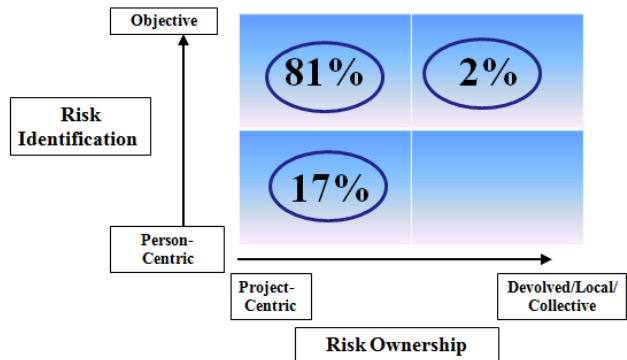 Objective
81%
2%
Risk
Identification
17%
Person-
Centric
Project-
Centric
Devolved/Local/
Collective
Risk Ownership